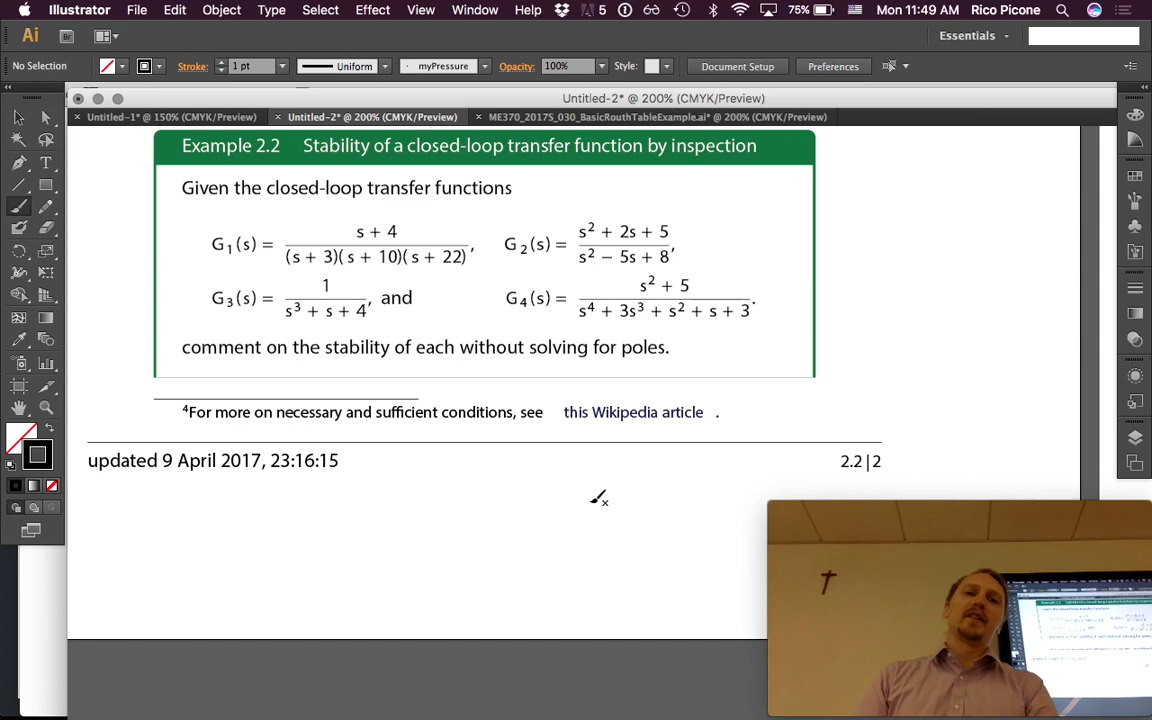 Illustrator File Edit Object Type Select Effect View Window Help 5 75% Mon 11:49 AM Rico Picone
Ai Br Essentials
No Selection Stroke: 1 pt Uniform myPressure Opacity: 100% Style: Document Setup Preferences
Untitled-2* @ 200% (CMYK/Preview)
× Untitled-1* @ 150% (CMYK/Preview) × Untitled-2* @ 200% (CMYK/Preview) × ME370_2017S_030_BasicRouthTableExample.ai* @ 200% (CMYK/Preview)
Example 2.2 Stability of a closed-loop transfer function by inspection
Given the closed-loop transfer functions
G₁(s) = (s + 4) / ((s + 3)(s + 10)(s + 22)), G₂(s) = (s² + 2s + 5) / (s² − 5s + 8),
G₃(s) = 1 / (s³ + s + 4), and G₄(s) = (s² + 5) / (s⁴ + 3s³ + s² + s + 3).
comment on the stability of each without solving for poles.
⁴For more on necessary and sufficient conditions, see this Wikipedia article .
updated 9 April 2017, 23:16:15 2.2 | 2